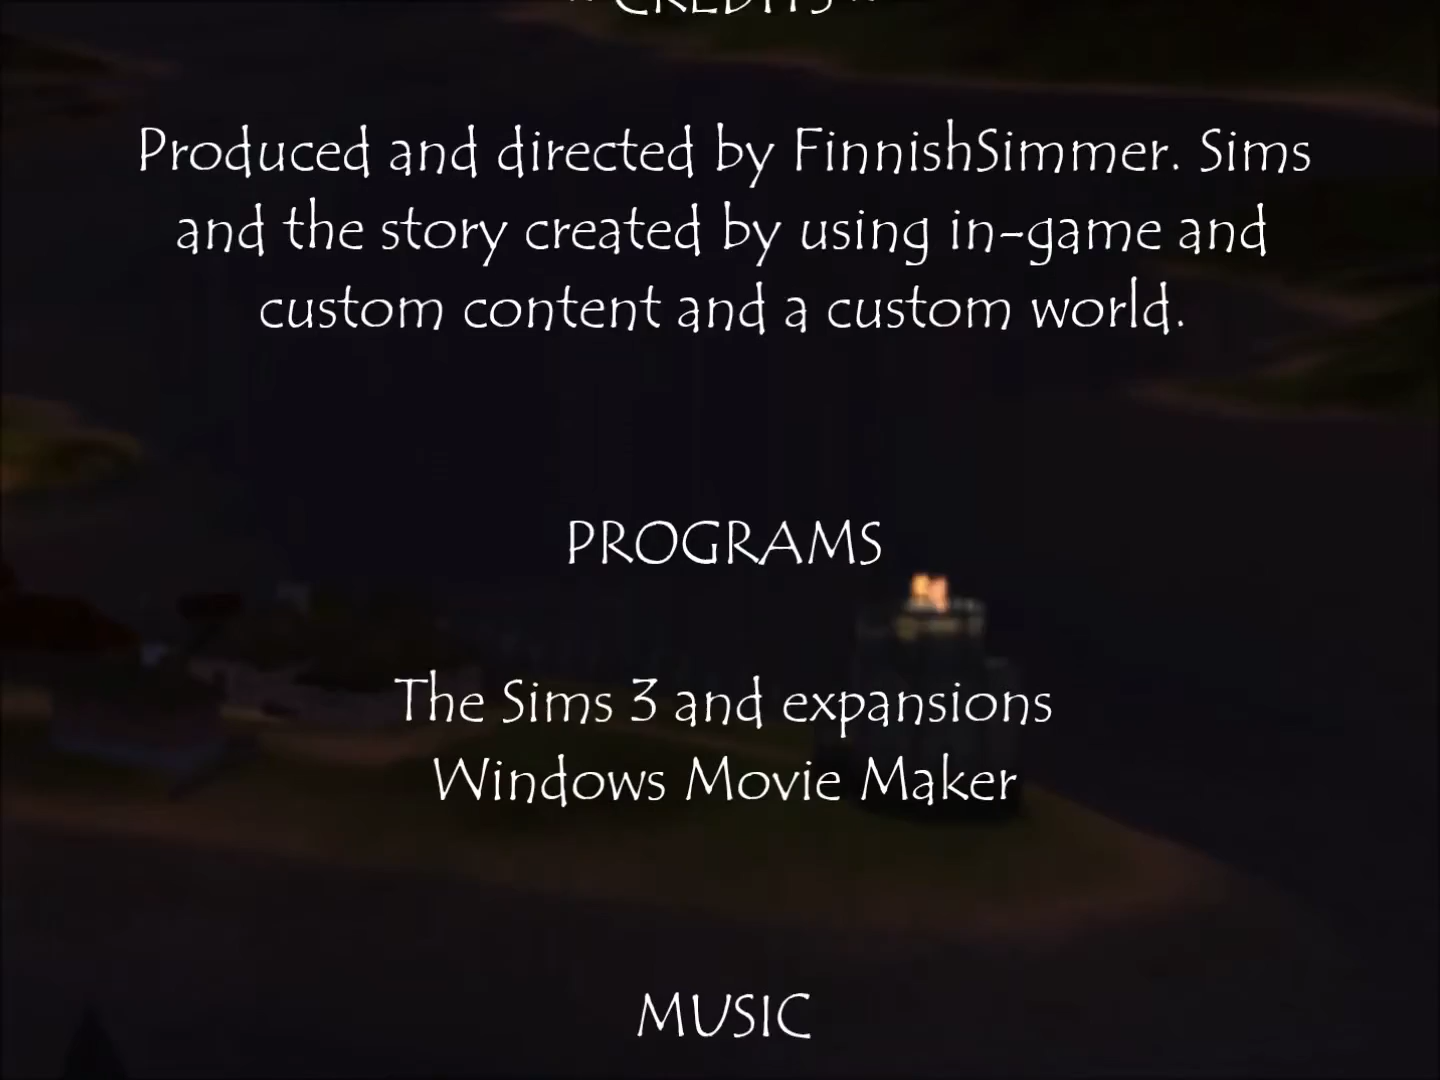 " CREDITS "
Produced and directed by FinnishSimmer. Sims
and the story created by using in-game and
custom content and a custom world.
PROGRAMS
The Sims 3 and expansions
Windows Movie Maker
MUSIC